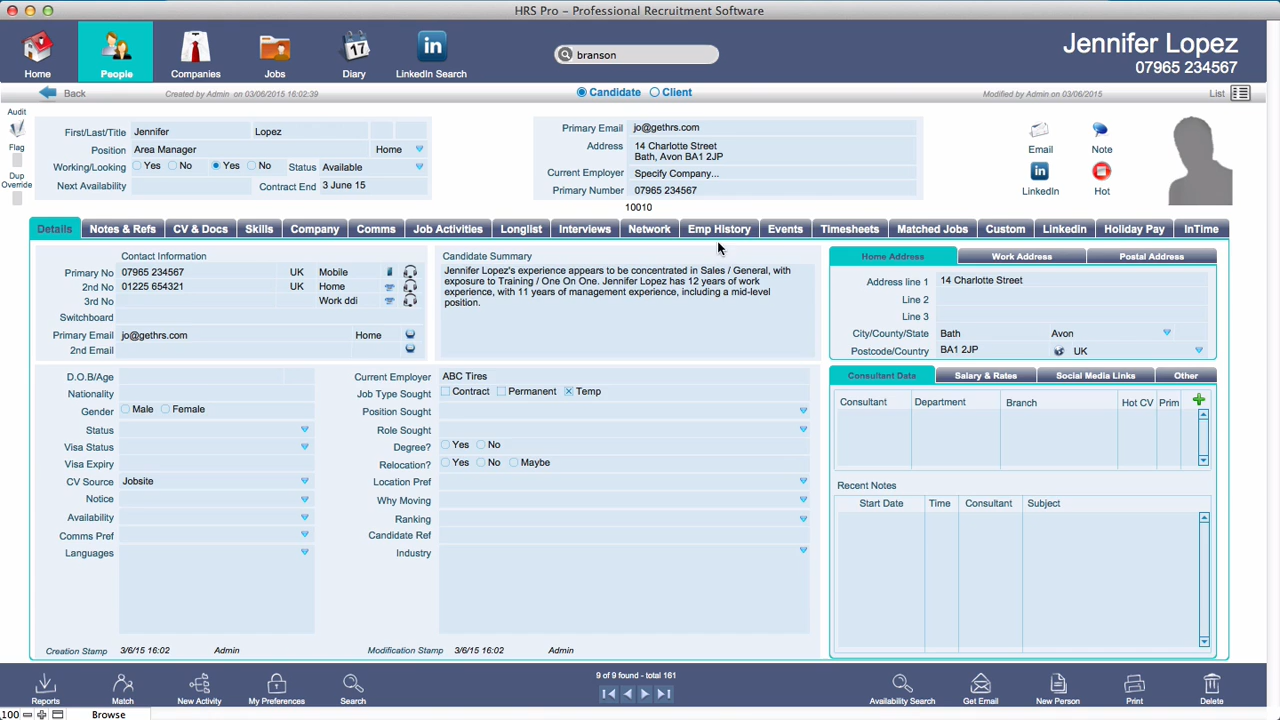 HRS Pro – Professional Recruitment Software
Home
People
Companies
17
Jobs
Diary
in
LinkedIn Search
branson
Jennifer Lopez
07965 234567
Back
Created by Admin on 03/06/2015 16:02:39
Candidate Client
Modified by Admin on 03/06/2015
List
Audit
Flag
Dup
Override
First/Last/Title Jennifer Lopez
Position Area Manager Home
Working/Looking Yes No Yes No Status Available
Next Availability Contract End 3 June 15
Primary Email jo@gethrs.com
Address 14 Charlotte Street
Bath, Avon BA1 2JP
Current Employer Specify Company...
Primary Number 07965 234567
10010
Email Note
in
LinkedIn Hot
Details Notes & Refs CV & Docs Skills Company Comms Job Activities Longlist Interviews Network Emp History Events Timesheets Matched Jobs Custom Linkedin Holiday Pay InTime
Contact Information
Primary No 07965 234567 UK Mobile
2nd No 01225 654321 UK Home
3rd No Work ddi
Switchboard
Primary Email jo@gethrs.com Home
2nd Email
Candidate Summary
Jennifer Lopez's experience appears to be concentrated in Sales / General, with
exposure to Training / One On One. Jennifer Lopez has 12 years of work
experience, with 11 years of management experience, including a mid-level
position.
Home Address Work Address Postal Address
Address line 1 14 Charlotte Street
Line 2
Line 3
City/County/State Bath Avon
Postcode/Country BA1 2JP UK
D.O.B/Age
Nationality
Gender Male Female
Status
Visa Status
Visa Expiry
CV Source Jobsite
Notice
Availability
Comms Pref
Languages
Current Employer ABC Tires
Job Type Sought Contract Permanent Temp
Position Sought
Role Sought
Degree? Yes No
Relocation? Yes No Maybe
Location Pref
Why Moving
Ranking
Candidate Ref
Industry
Consultant Data Salary & Rates Social Media Links Other
Consultant Department Branch Hot CV Prim
Recent Notes
Start Date Time Consultant Subject
Creation Stamp 3/6/15 16:02 Admin
Modification Stamp 3/6/15 16:02 Admin
Reports
Match
New Activity
My Preferences
Search
9 of 9 found - total 161
Availability Search
Get Email
New Person
Print
Delete
100
Browse